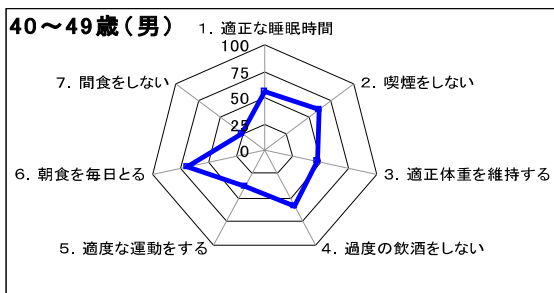 40～49歳(男)
1. 適正な睡眠時間
100
75
50
25
0
2. 喫煙をしない
3. 適正体重を維持する
4. 過度の飲酒をしない
5. 適度な運動をする
6. 朝食を毎日とる
7. 間食をしない